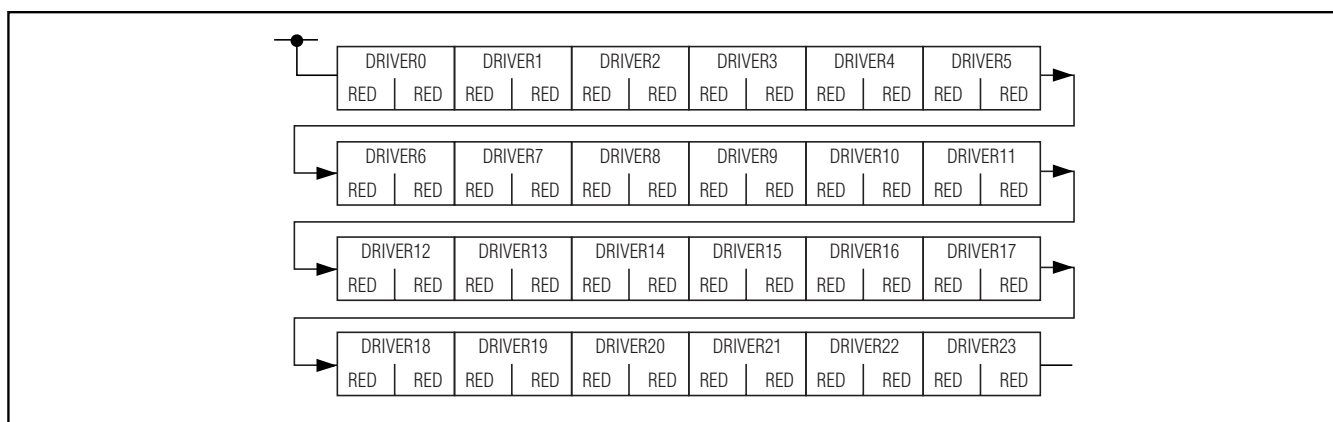 DRIVER0 DRIVER1 DRIVER2 DRIVER3 DRIVER4 DRIVER5
RED RED RED RED RED RED RED RED RED RED RED RED
DRIVER6 DRIVER7 DRIVER8 DRIVER9 DRIVER10 DRIVER11
RED RED RED RED RED RED RED RED RED RED RED RED
DRIVER12 DRIVER13 DRIVER14 DRIVER15 DRIVER16 DRIVER17
RED RED RED RED RED RED RED RED RED RED RED RED
DRIVER18 DRIVER19 DRIVER20 DRIVER21 DRIVER22 DRIVER23
RED RED RED RED RED RED RED RED RED RED RED RED